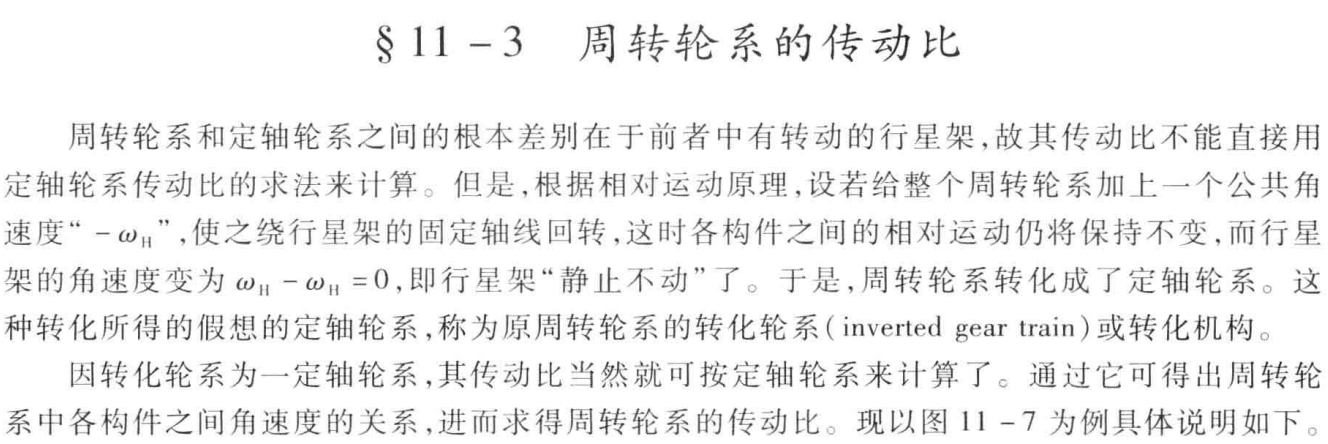 §11-3 周转轮系的传动比
周转轮系和定轴轮系之间的根本差别在于前者中有转动的行星架,故其传动比不能直接用
定轴轮系传动比的求法来计算。但是,根据相对运动原理,设若给整个周转轮系加上一个公共角
速度“-ω_H”,使之绕行星架的固定轴线回转,这时各构件之间的相对运动仍将保持不变,而行星
架的角速度变为 ω_H-ω_H=0,即行星架“静止不动”了。于是,周转轮系转化成了定轴轮系。这
种转化所得的假想的定轴轮系,称为原周转轮系的转化轮系(inverted gear train)或转化机构。
因转化轮系为一定轴轮系,其传动比当然就可按定轴轮系来计算了。通过它可得出周转轮
系中各构件之间角速度的关系,进而求得周转轮系的传动比。现以图 11-7 为例具体说明如下。